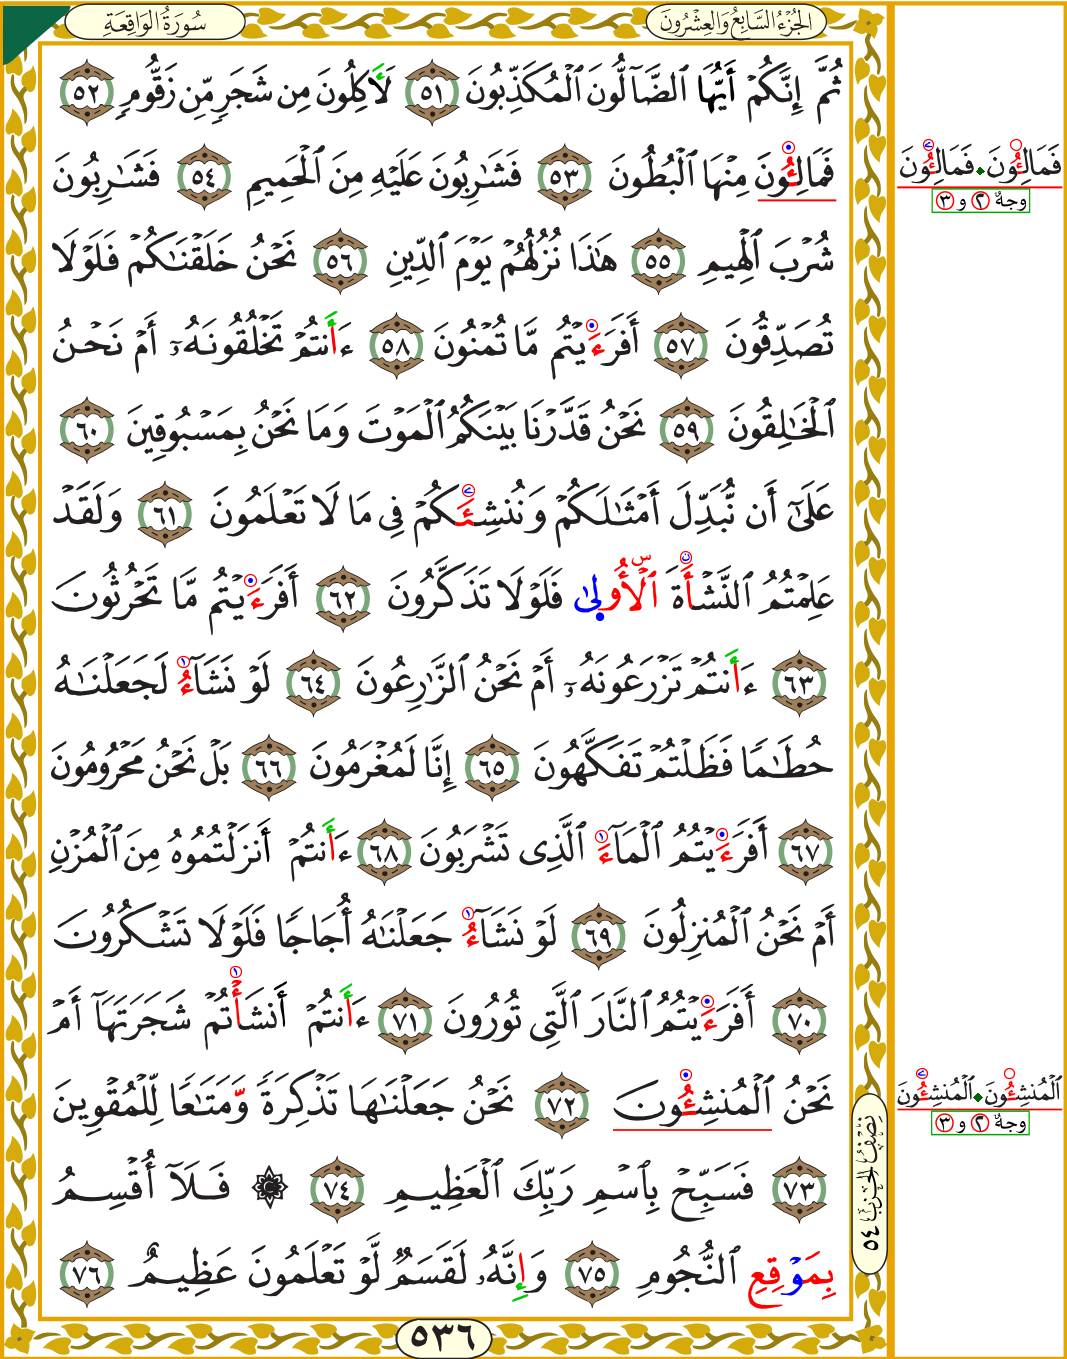 سُورَةُ الوَاقِعَةِ
الجُزْءُ السَّابِعُ وَالعِشْرُونَ
ثُمَّ إِنَّكُمْ أَيُّهَا ٱلضَّآلُّونَ ٱلْمُكَذِّبُونَ ٥١ لَأَكِلُونَ مِن شَجَرٍ مِّن زَقُّومٍ ٥٢
فَمَالِـُٔونَ مِنْهَا ٱلْبُطُونَ ٥٣ فَشَٰرِبُونَ عَلَيْهِ مِنَ ٱلْحَمِيمِ ٥٤ فَشَٰرِبُونَ
شُرْبَ ٱلْهِيمِ ٥٥ هَٰذَا نُزُلُهُمْ يَوْمَ ٱلدِّينِ ٥٦ نَحْنُ خَلَقْنَٰكُمْ فَلَوْلَا
تُصَدِّقُونَ ٥٧ أَفَرَءَيْتُم مَّا تُمْنُونَ ٥٨ ءَأَنتُمْ تَخْلُقُونَهُۥٓ أَمْ نَحْنُ
ٱلْخَٰلِقُونَ ٥٩ نَحْنُ قَدَّرْنَا بَيْنَكُمُ ٱلْمَوْتَ وَمَا نَحْنُ بِمَسْبُوقِينَ ٦٠
عَلَىٰٓ أَن نُّبَدِّلَ أَمْثَٰلَكُمْ وَنُنشِئَكُمْ فِى مَا لَا تَعْلَمُونَ ٦١ وَلَقَدْ
عَلِمْتُمُ ٱلنَّشْأَةَ ٱلْأُولَىٰ فَلَوْلَا تَذَكَّرُونَ ٦٢ أَفَرَءَيْتُم مَّا تَحْرُثُونَ
٦٣ ءَأَنتُمْ تَزْرَعُونَهُۥٓ أَمْ نَحْنُ ٱلزَّٰرِعُونَ ٦٤ لَوْ نَشَآءُ لَجَعَلْنَٰهُ
حُطَٰمًا فَظَلْتُمْ تَفَكَّهُونَ ٦٥ إِنَّا لَمُغْرَمُونَ ٦٦ بَلْ نَحْنُ مَحْرُومُونَ
٦٧ أَفَرَءَيْتُمُ ٱلْمَآءَ ٱلَّذِى تَشْرَبُونَ ٦٨ ءَأَنتُمْ أَنزَلْتُمُوهُ مِنَ ٱلْمُزْنِ
أَمْ نَحْنُ ٱلْمُنزِلُونَ ٦٩ لَوْ نَشَآءُ جَعَلْنَٰهُ أُجَاجًا فَلَوْلَا تَشْكُرُونَ
٧٠ أَفَرَءَيْتُمُ ٱلنَّارَ ٱلَّتِى تُورُونَ ٧١ ءَأَنتُمْ أَنشَأْتُمْ شَجَرَتَهَآ أَمْ
نَحْنُ ٱلْمُنشِـُٔونَ ٧٢ نَحْنُ جَعَلْنَٰهَا تَذْكِرَةً وَّمَتَٰعًا لِّلْمُقْوِينَ
٧٣ فَسَبِّحْ بِٱسْمِ رَبِّكَ ٱلْعَظِيمِ ٧٤ ۞ فَلَآ أُقْسِمُ
بِمَوْقِعِ ٱلنُّجُومِ ٧٥ وَإِنَّهُۥ لَقَسَمٌ لَّوْ تَعْلَمُونَ عَظِيمٌ ٧٦
٥٣٦
فَمَالِئُونَ • فَمَالِئُونَ
وجهٌ ٢ و ٣
ٱلْمُنشِئُونَ • ٱلْمُنشِئُونَ
وجهٌ ٢ و ٣
نِصْفُ الحِزْبِ ٥٤